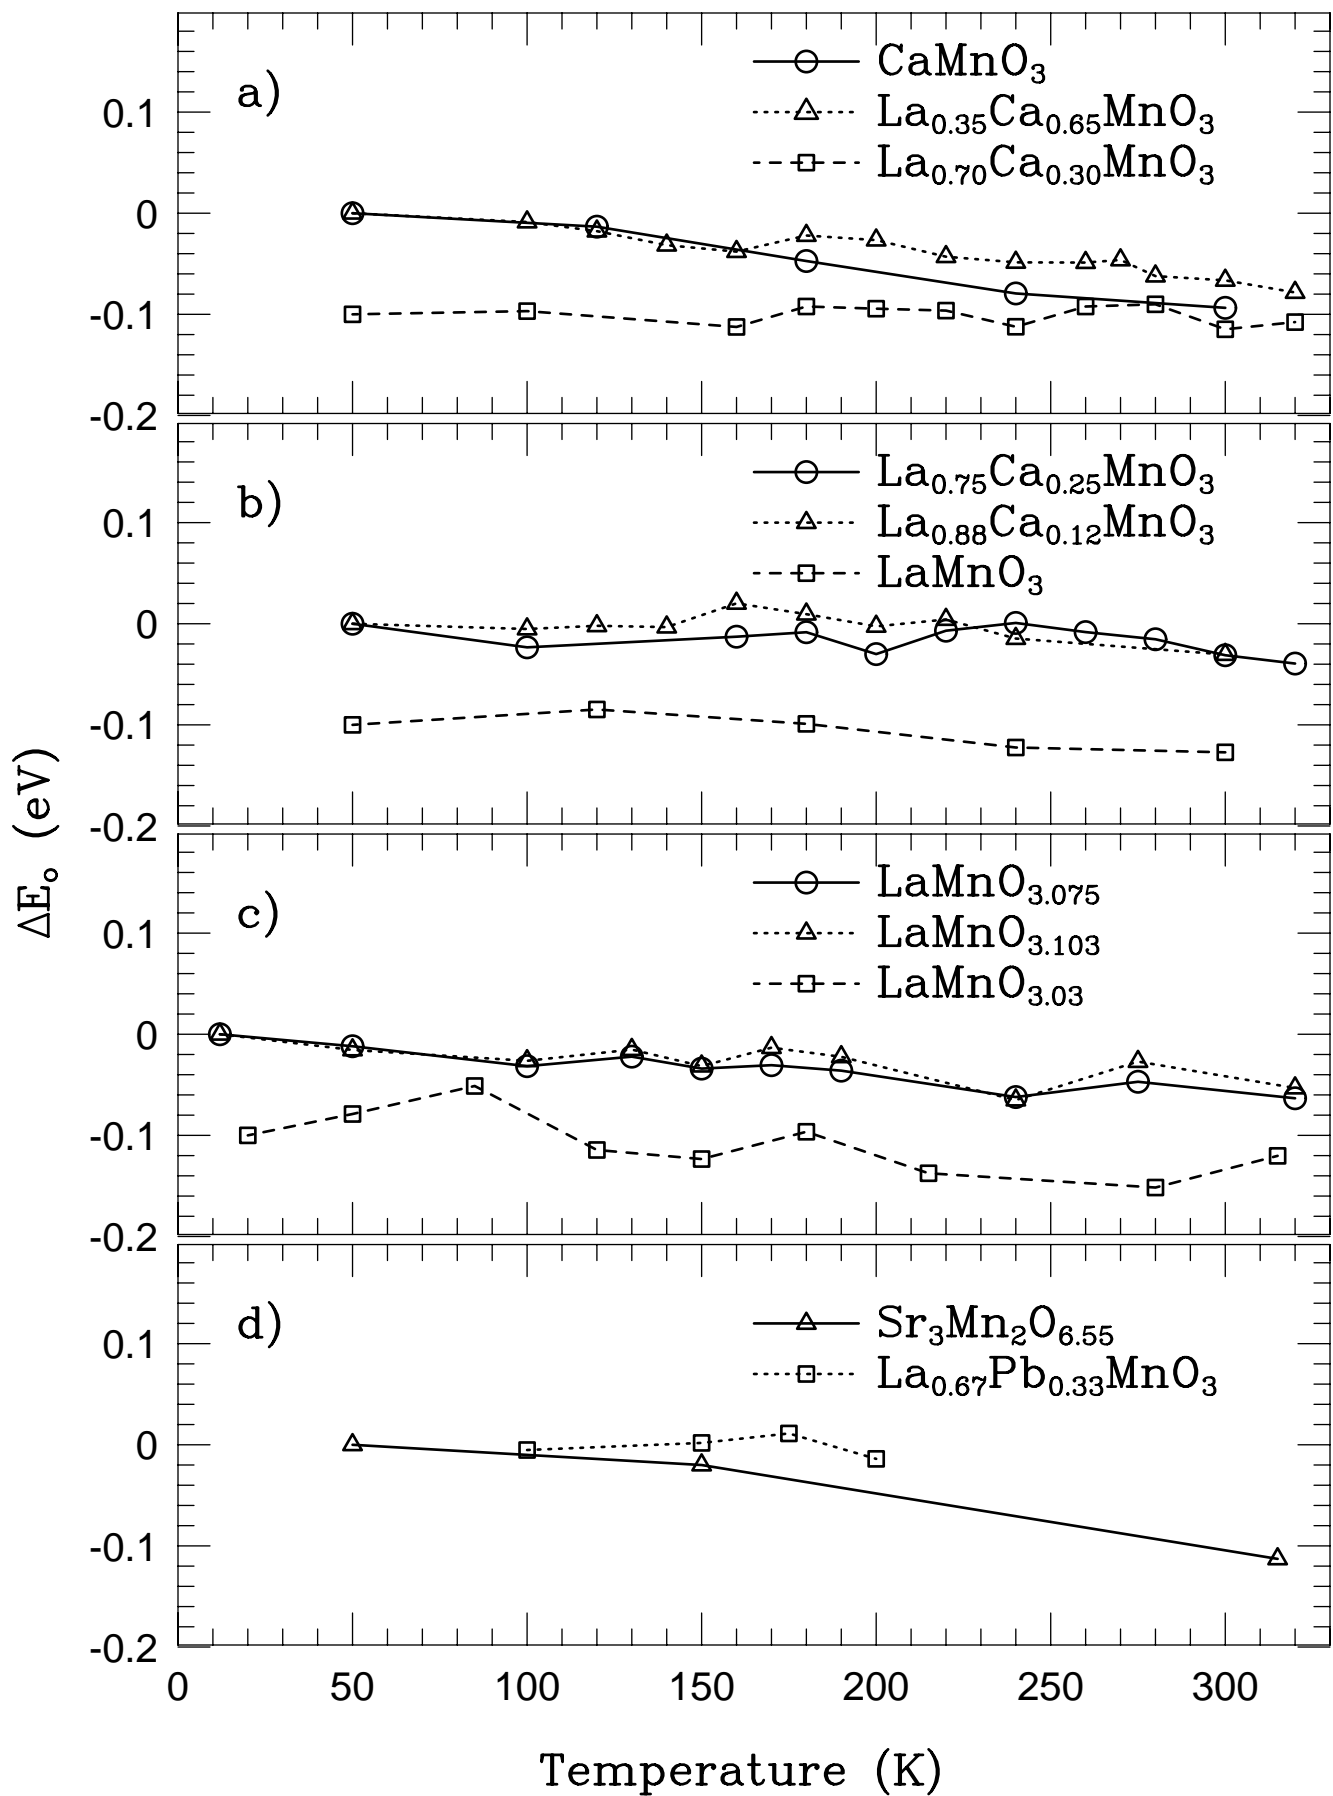 a)
CaMnO₃
La₀.₃₅Ca₀.₆₅MnO₃
La₀.₇₀Ca₀.₃₀MnO₃
0.1
0
-0.1
-0.2
b)
La₀.₇₅Ca₀.₂₅MnO₃
La₀.₈₈Ca₀.₁₂MnO₃
LaMnO₃
0.1
0
-0.1
-0.2
c)
LaMnO₃.₀₇₅
LaMnO₃.₁₀₃
LaMnO₃.₀₃
0.1
0
-0.1
-0.2
d)
Sr₃Mn₂O₆.₅₅
La₀.₆₇Pb₀.₃₃MnO₃
0.1
0
-0.1
-0.2
0 50 100 150 200 250 300
ΔEₒ (eV)
Temperature (K)